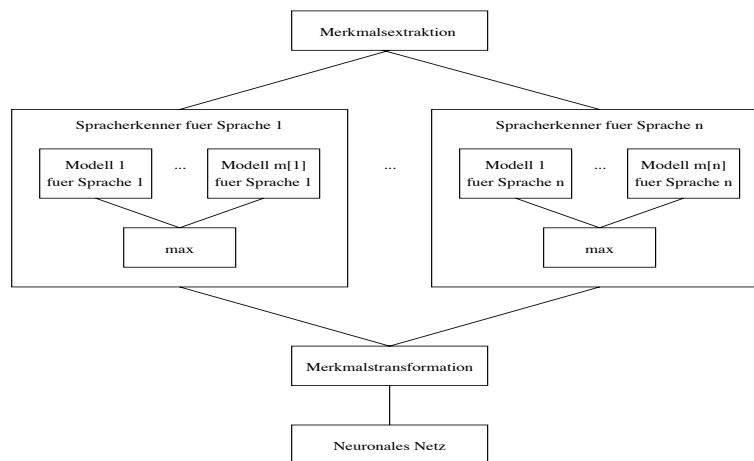 Merkmalsextraktion
Spracherkenner fuer Sprache 1
Modell 1
fuer Sprache 1
...
Modell m[1]
fuer Sprache 1
max
...
Spracherkenner fuer Sprache n
Modell 1
fuer Sprache n
...
Modell m[n]
fuer Sprache n
max
Merkmalstransformation
Neuronales Netz